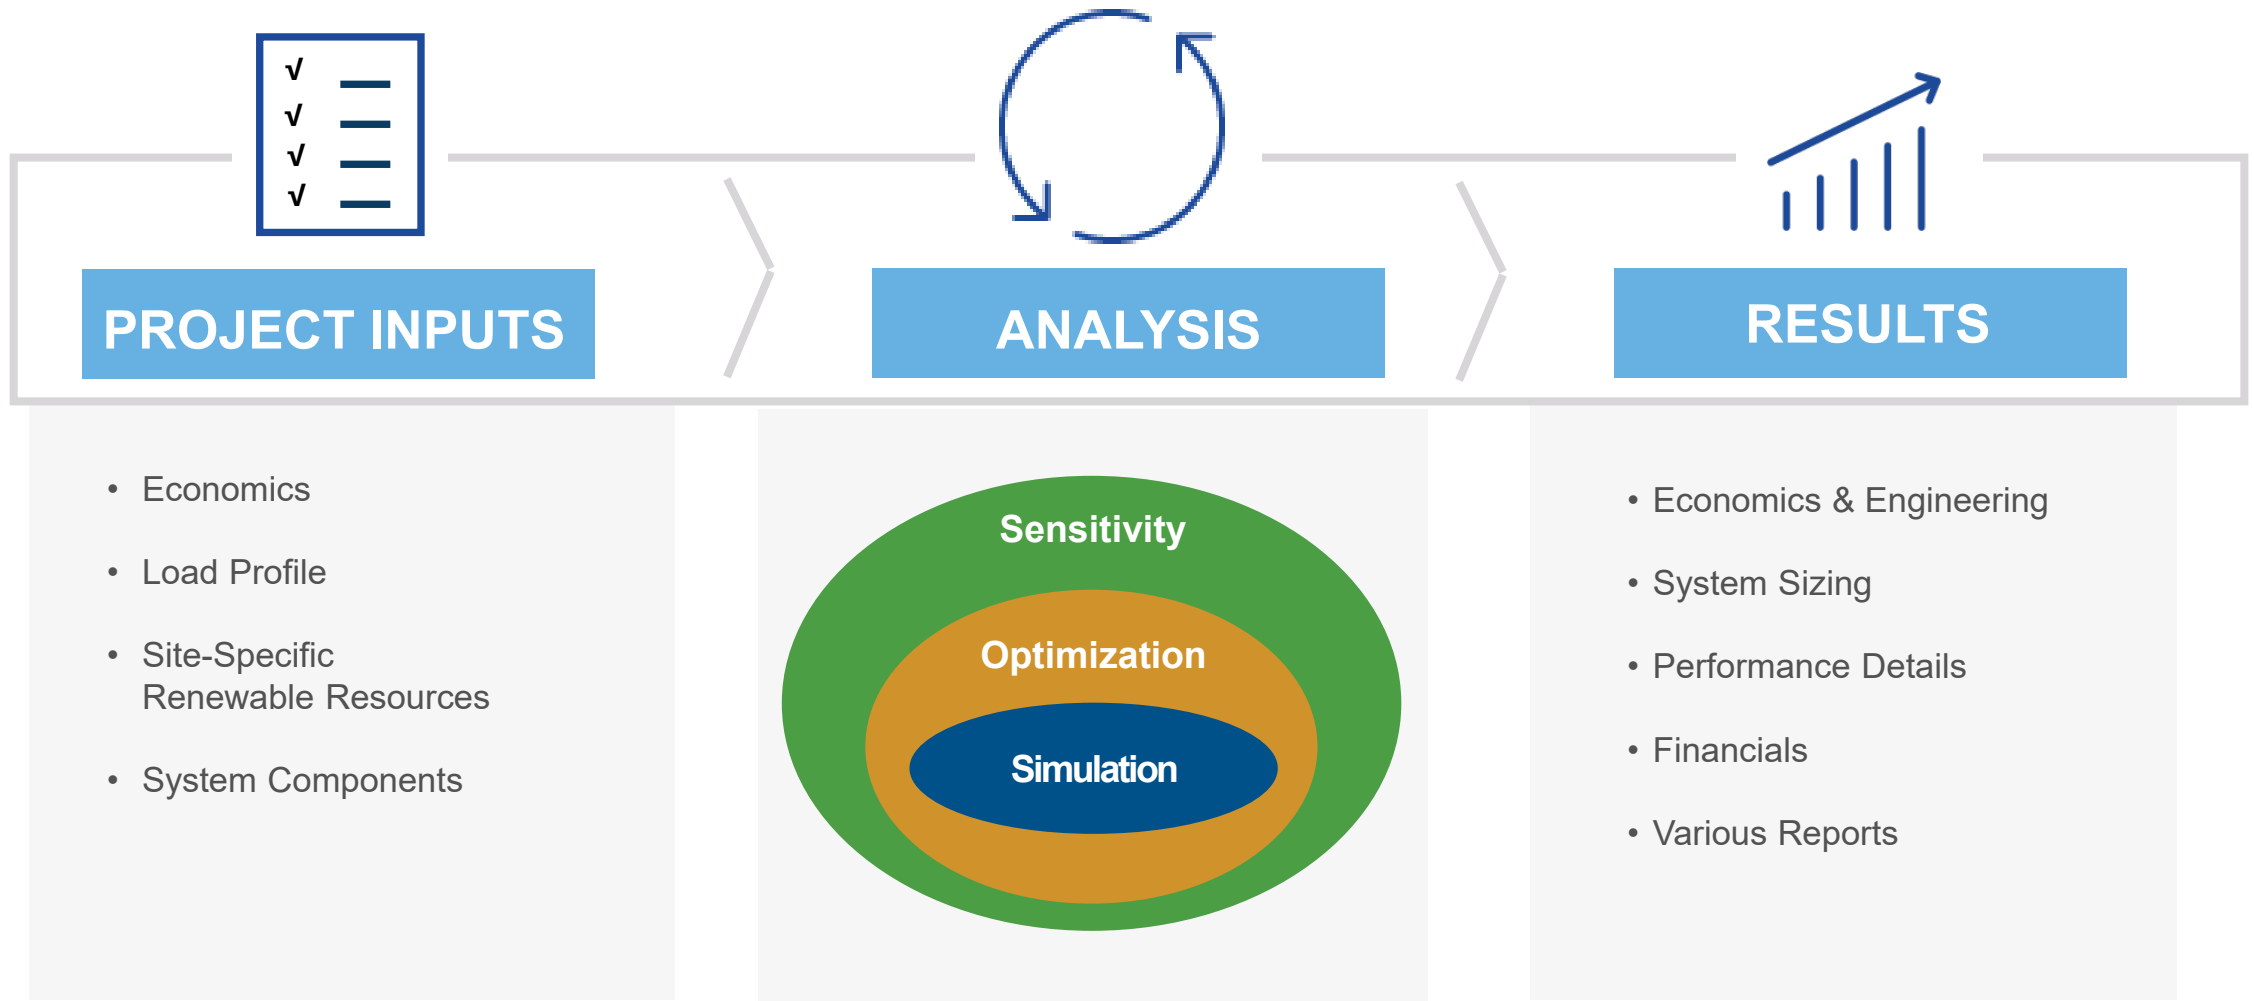 √
√
√
√
PROJECT INPUTS
• Economics
• Load Profile
• Site-Specific
Renewable Resources
• System Components
ANALYSIS
Sensitivity
Optimization
Simulation
RESULTS
• Economics & Engineering
• System Sizing
• Performance Details
• Financials
• Various Reports